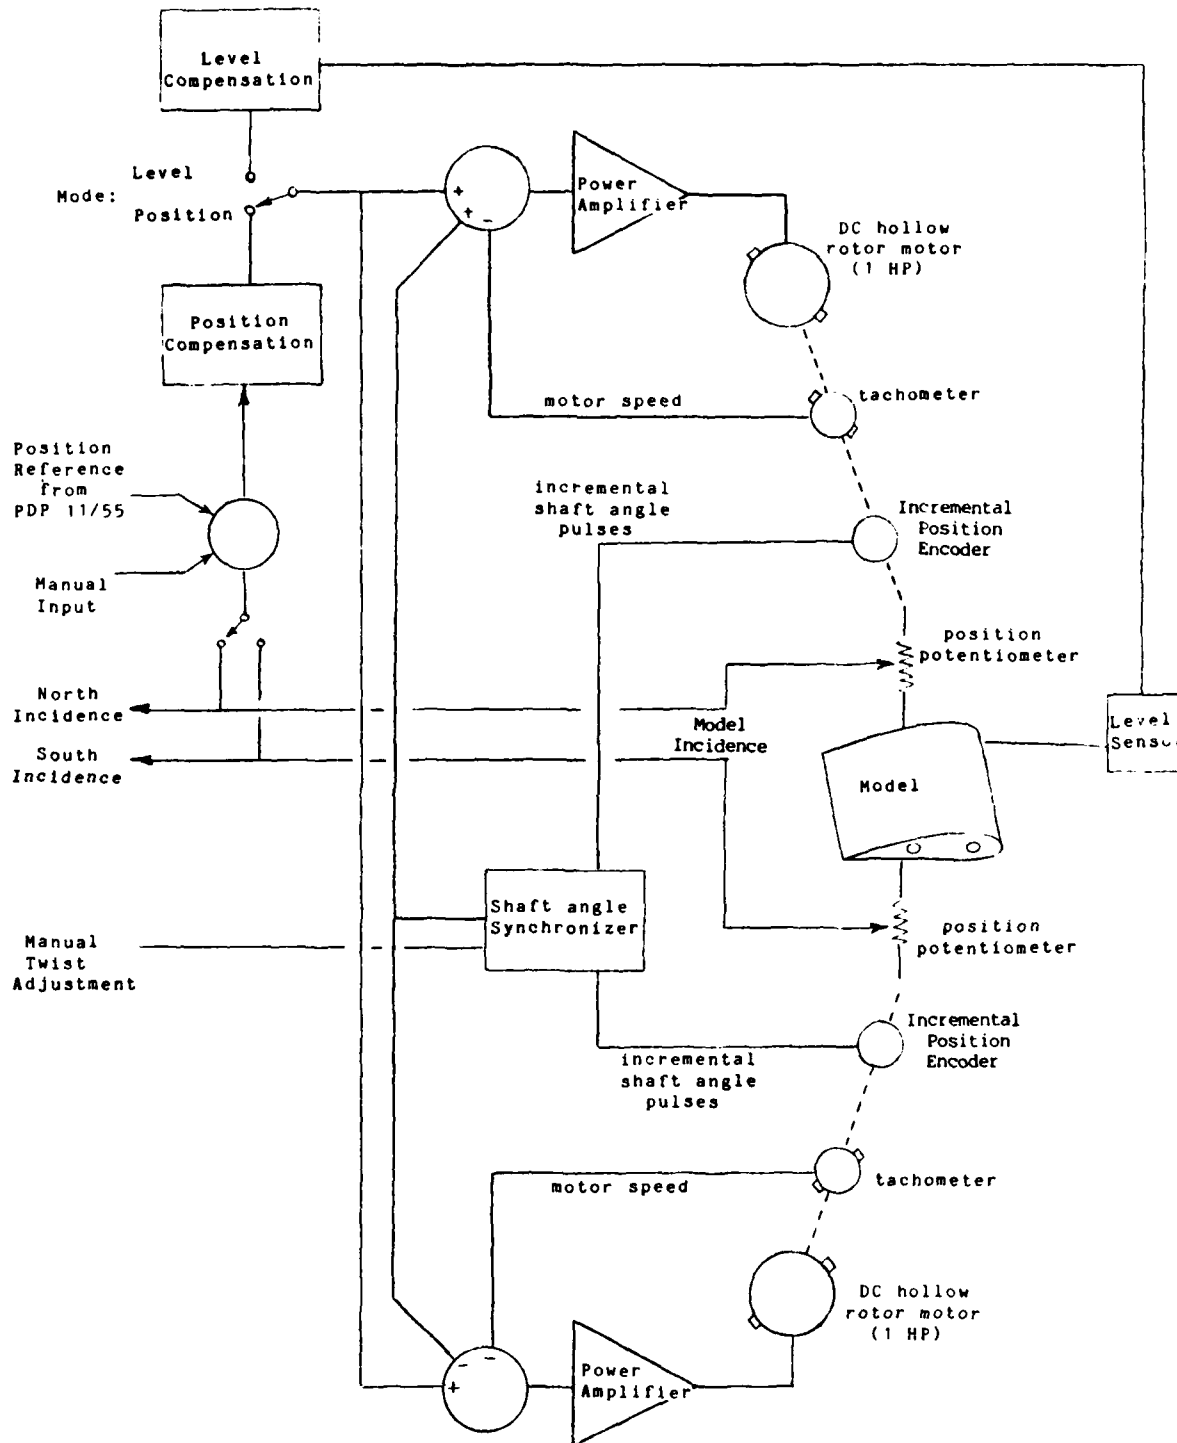 Level
Compensation
Mode:
Level
Position
+
+
-
Power
Amplifier
DC hollow
rotor motor
(1 HP)
Position
Compensation
motor speed
tachometer
Position
Reference
from
PDP 11/55
incremental
shaft angle
pulses
Incremental
Position
Encoder
Manual
Input
position
potentiometer
North
Incidence
Model
Incidence
South
Incidence
Level
Model
Shaft angle
Synchronizer
position
potentiometer
Manual
Twist
Adjustment
Incremental
Position
Encoder
incremental
shaft angle
pulses
motor speed
tachometer
DC hollow
rotor motor
(1 HP)
-
-
+
Power
Amplifier